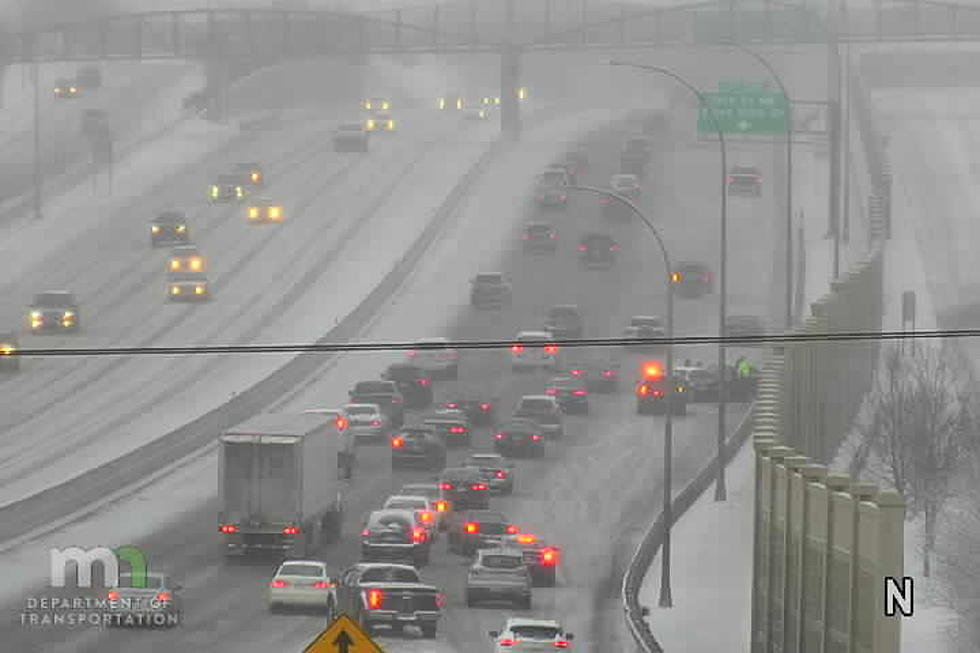 mn
DEPARTMENT OF
TRANSPORTATION
N